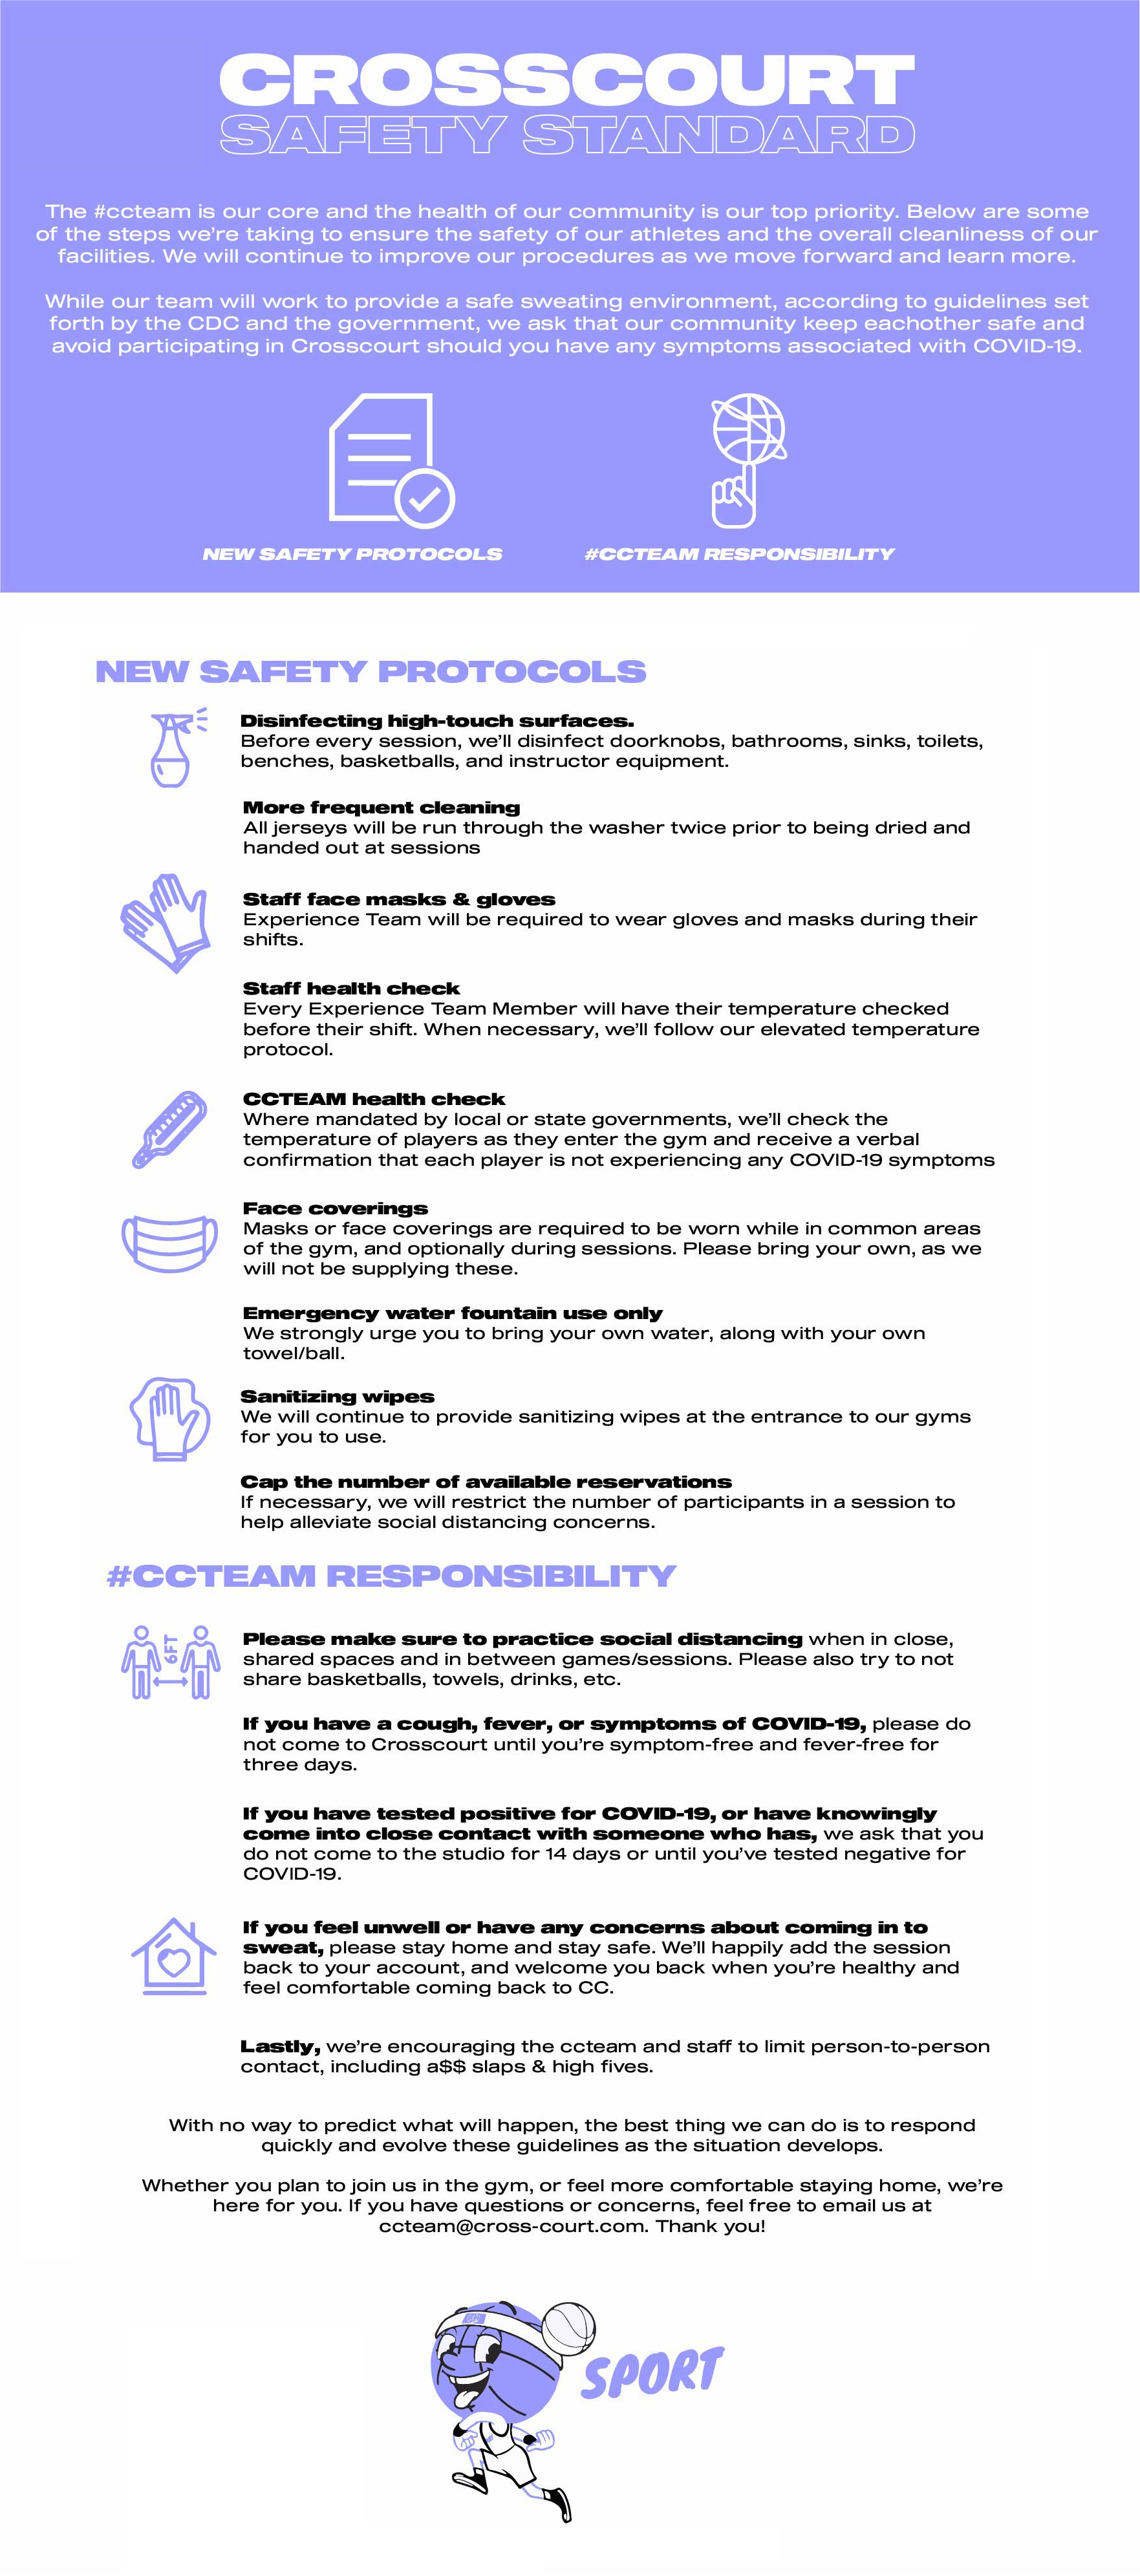 CROSSCOURT
SAFETY STANDARD
The #ccteam is our core and the health of our community is our top priority. Below are some
of the steps we're taking to ensure the safety of our athletes and the overall cleanliness of our
facilities. We will continue to improve our procedures as we move forward and learn more.
While our team will work to provide a safe sweating environment, according to guidelines set
forth by the CDC and the government, we ask that our community keep eachother safe and
avoid participating in Crosscourt should you have any symptoms associated with COVID-19.
NEW SAFETY PROTOCOLS
#CCTEAM RESPONSIBILITY
NEW SAFETY PROTOCOLS
Disinfecting high-touch surfaces.
Before every session, we'll disinfect doorknobs, bathrooms, sinks, toilets,
benches, basketballs, and instructor equipment.
More frequent cleaning
All jerseys will be run through the washer twice prior to being dried and
handed out at sessions
Staff face masks & gloves
Experience Team will be required to wear gloves and masks during their
shifts.
Staff health check
Every Experience Team Member will have their temperature checked
before their shift. When necessary, we'll follow our elevated temperature
protocol.
CCTEAM health check
Where mandated by local or state governments, we'll check the
temperature of players as they enter the gym and receive a verbal
confirmation that each player is not experiencing any COVID-19 symptoms
Face coverings
Masks or face coverings are required to be worn while in common areas
of the gym, and optionally during sessions. Please bring your own, as we
will not be supplying these.
Emergency water fountain use only
We strongly urge you to bring your own water, along with your own
towel/ball.
Sanitizing wipes
We will continue to provide sanitizing wipes at the entrance to our gyms
for you to use.
Cap the number of available reservations
If necessary, we will restrict the number of participants in a session to
help alleviate social distancing concerns.
#CCTEAM RESPONSIBILITY
6FT
Please make sure to practice social distancing when in close,
shared spaces and in between games/sessions. Please also try to not
share basketballs, towels, drinks, etc.
If you have a cough, fever, or symptoms of COVID-19, please do
not come to Crosscourt until you're symptom-free and fever-free for
three days.
If you have tested positive for COVID-19, or have knowingly
come into close contact with someone who has, we ask that you
do not come to the studio for 14 days or until you've tested negative for
COVID-19.
If you feel unwell or have any concerns about coming in to
sweat, please stay home and stay safe. We'll happily add the session
back to your account, and welcome you back when you're healthy and
feel comfortable coming back to CC.
Lastly, we're encouraging the ccteam and staff to limit person-to-person
contact, including a$$ slaps & high fives.
With no way to predict what will happen, the best thing we can do is to respond
quickly and evolve these guidelines as the situation develops.
Whether you plan to join us in the gym, or feel more comfortable staying home, we're
here for you. If you have questions or concerns, feel free to email us at
ccteam@cross-court.com. Thank you!
SPORT